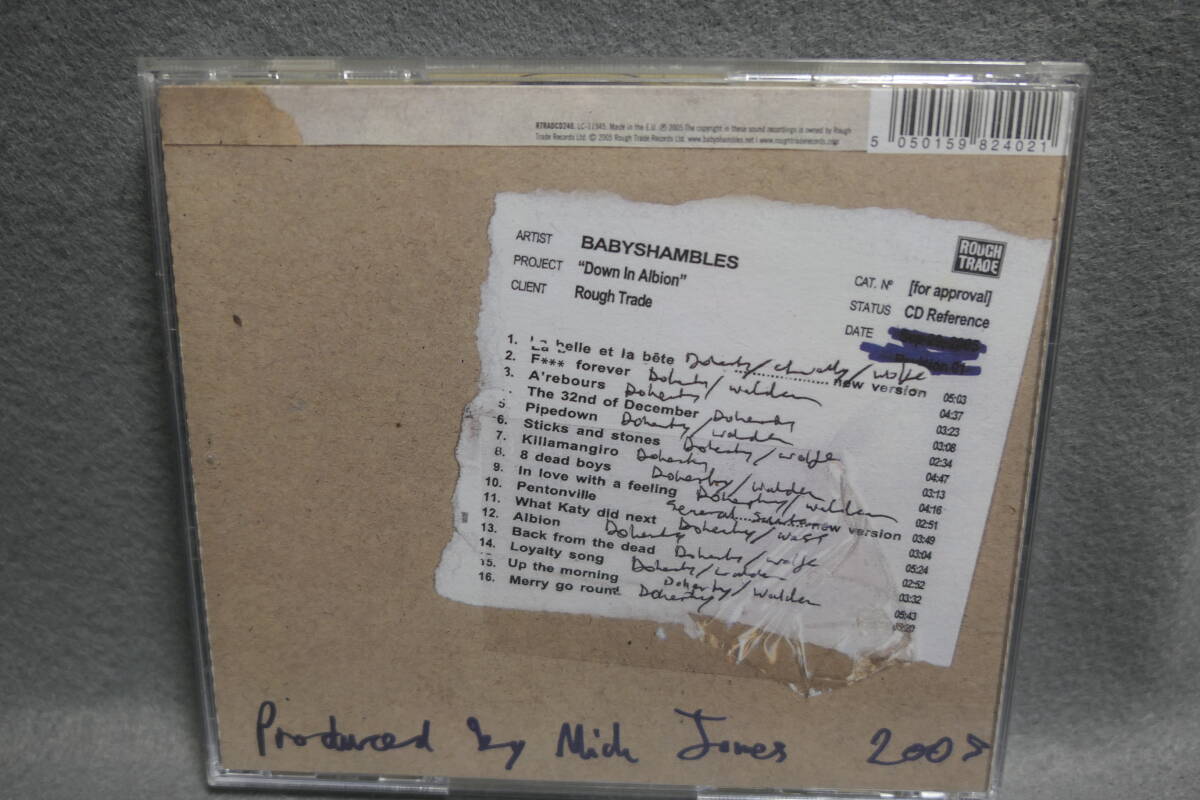 RTRADCD240. LC-11945. Made in the E.U. ℗ 2005 The copyright in these sound recordings is owned by Rough
Trade Records Ltd. © 2005 Rough Trade Records Ltd. www.babyshambles.net | www.roughtraderecords.com
5 050159 824021
ROUGH
TRADE
ARTIST BABYSHAMBLES
PROJECT “Down In Albion”
CLIENT Rough Trade
CAT. Nº [for approval]
STATUS CD Reference
DATE
1. La belle et la bête Doherty/Chevalley/Wolfe 05:03
2. F*** forever Doherty/Walden new version 04:37
3. A'rebours Doherty/Walden 03:23
The 32nd of December Doherty 03:08
5. Pipedown Doherty/Walden 02:34
6. Sticks and stones Doherty/Wolfe 04:47
7. Killamangiro Doherty 03:13
8. 8 dead boys Doherty/Walden 04:16
9. In love with a feeling Doherty/Walden 02:51
10. Pentonville General Santana new version 03:49
11. What Katy did next Doherty/West 03:04
12. Albion Doherty 05:24
13. Back from the dead Doherty/Wolfe 02:52
14. Loyalty song Doherty/Walden 03:32
15. Up the morning Doherty/Walden 05:43
16. Merry go round Doherty
Produced by Mick Jones 2005